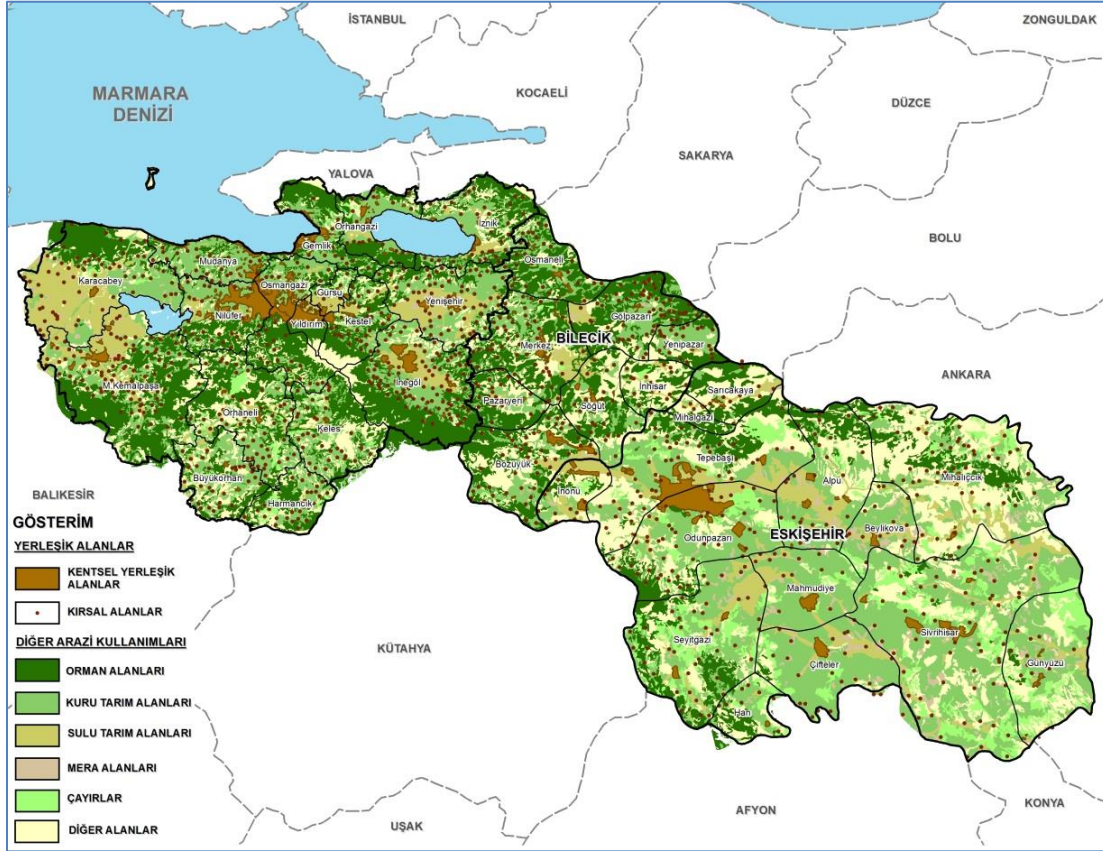 İSTANBUL
ZONGULDAK
MARMARA
DENİZİ
KOCAELİ
DÜZCE
SAKARYA
YALOVA
BOLU
Orhangazi
İznik
Gemlik
Mudanya
Osmaneli
Karacabey
Osmangazi
Gürsu
Yenişehir
Nilüfer
Yıldırım
Kestel
Gölpazarı
BİLECİK
Merkez
Yenipazar
M.Kemalpaşa
İnegöl
İnhisar
Sarıcakaya
ANKARA
Pazaryeri
Söğüt
Mihalgazi
Orhaneli
Keles
Bozüyük
Tepebaşı
Büyükorhan
İnönü
Alpu
Mihalıççık
Harmancık
BALIKESİR
Beylikova
Odunpazarı
ESKİŞEHİR
GÖSTERİM
YERLEŞİK ALANLAR
KENTSEL YERLEŞİK
ALANLAR
KIRSAL ALANLAR
DİĞER ARAZİ KULLANIMLARI
ORMAN ALANLARI
KURU TARIM ALANLARI
SULU TARIM ALANLARI
MERA ALANLARI
ÇAYIRLAR
DİĞER ALANLAR
Mahmudiye
Seyitgazi
Sivrihisar
KÜTAHYA
Çifteler
Günyüzü
Han
AFYON
KONYA
UŞAK